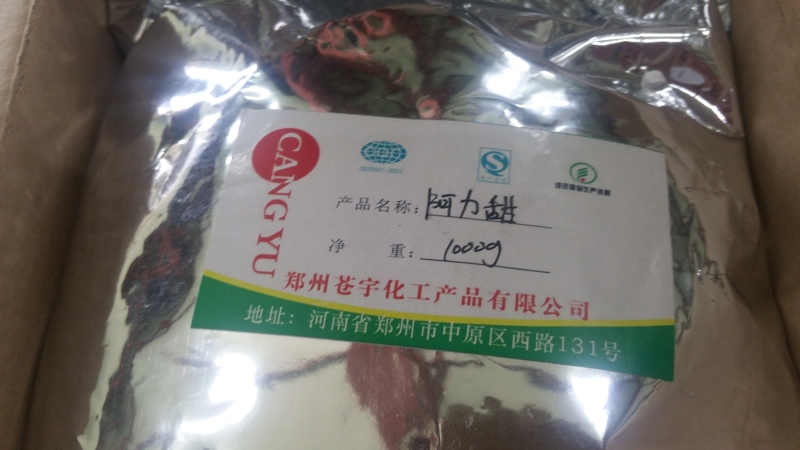 CANG YU
产品名称：阿力甜
净 重：1000g
郑州苍宇化工产品有限公司
地址：河南省郑州市中原区西路131号